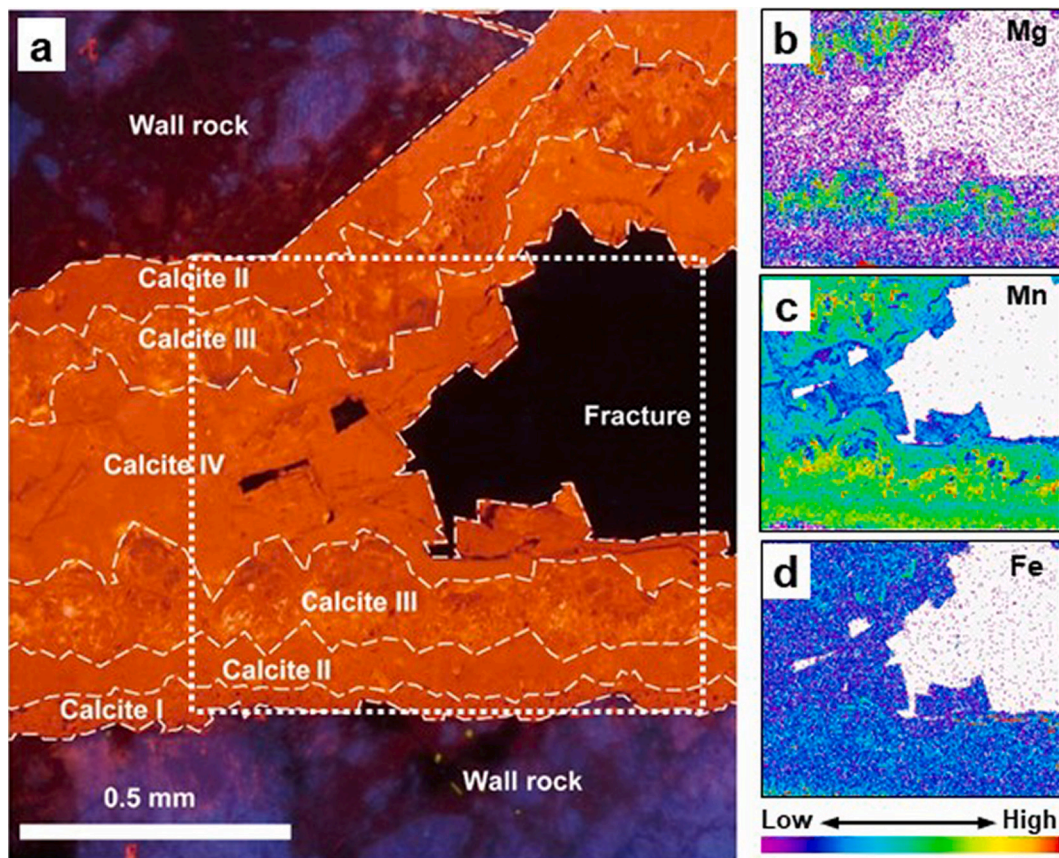 a
Wall rock
Calcite II
Calcite III
Fracture
Calcite IV
Calcite III
Calcite II
Calcite I
Wall rock
0.5 mm
b
Mg
c
Mn
d
Fe
Low
High